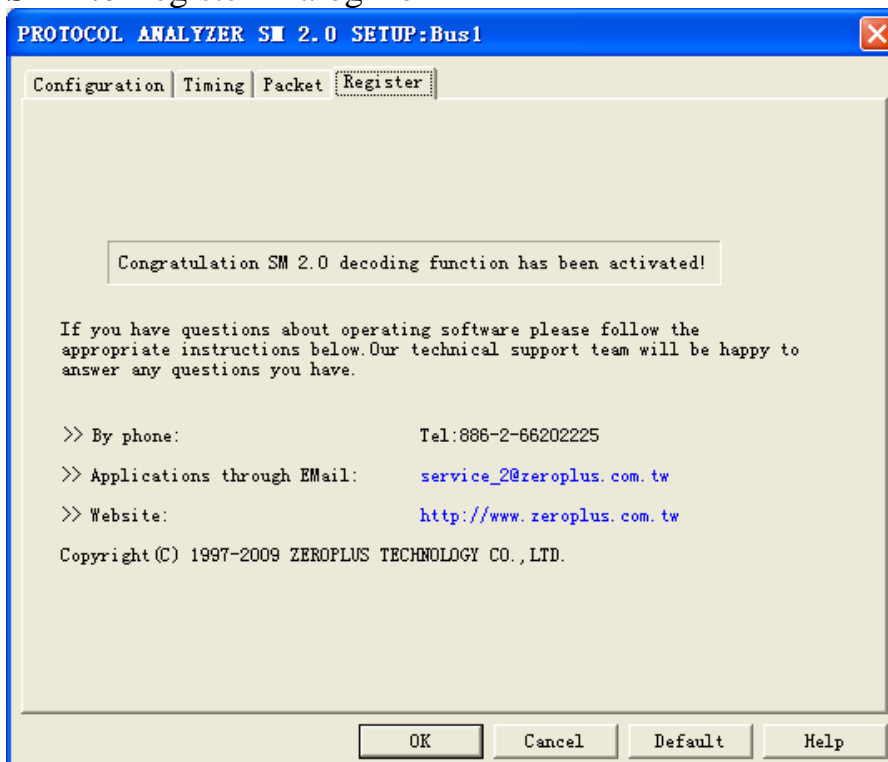 PROTOCOL ANALYZER SM 2.0 SETUP:Bus1
Configuration Timing Packet Register
Congratulation SM 2.0 decoding function has been activated!
If you have questions about operating software please follow the
appropriate instructions below.Our technical support team will be happy to
answer any questions you have.
>> By phone: Tel:886-2-66202225
>> Applications through EMail: service_2@zeroplus.com.tw
>> Website: http://www.zeroplus.com.tw
Copyright(C) 1997-2009 ZEROPLUS TECHNOLOGY CO.,LTD.
OK Cancel Default Help